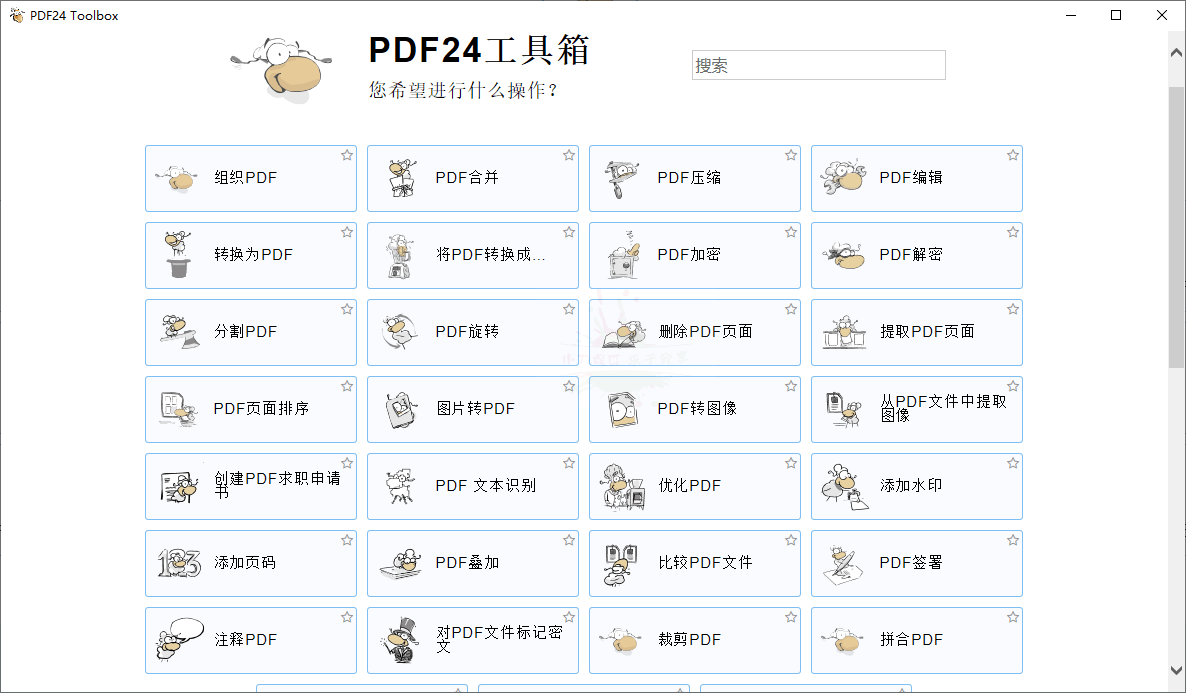 PDF24 Toolbox
PDF24工具箱
您希望进行什么操作？
搜索
组织PDF
PDF合并
PDF压缩
PDF编辑
转换为PDF
将PDF转换成...
PDF加密
PDF解密
分割PDF
PDF旋转
删除PDF页面
提取PDF页面
PDF页面排序
图片转PDF
PDF转图像
从PDF文件中提取
图像
创建PDF求职申请
书
PDF 文本识别
优化PDF
添加水印
123
添加页码
PDF叠加
比较PDF文件
PDF签署
注释PDF
对PDF文件标记密
文
裁剪PDF
拼合PDF